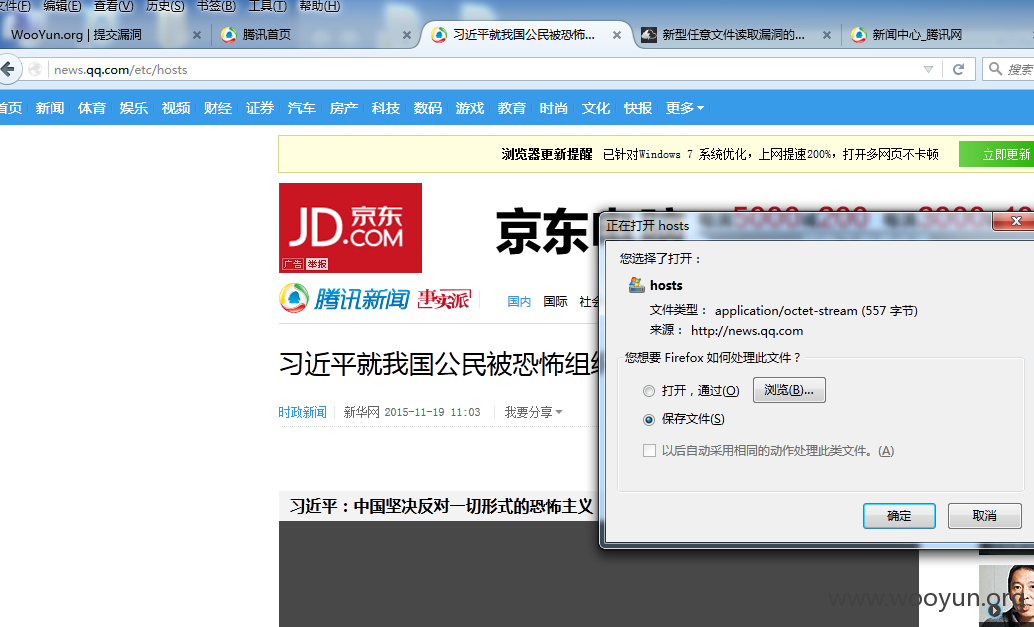 文件(F) 编辑(E) 查看(V) 历史(S) 书签(B) 工具(T) 帮助(H)
WooYun.org | 提交漏洞 × 腾讯首页 × 习近平就我国公民被恐怖... × 新型任意文件读取漏洞的... × 新闻中心_腾讯网
news.qq.com/etc/hosts
搜索
首页 新闻 体育 娱乐 视频 财经 证券 汽车 房产 科技 数码 游戏 教育 时尚 文化 快报 更多
浏览器更新提醒 已针对Windows 7 系统优化，上网提速200%，打开多网页不卡顿 立即更新
JD.COM 京东
广告 举报
京东
腾讯新闻 事实派 国内 国际 社会
习近平就我国公民被恐怖组织
时政新闻 新华网 2015-11-19 11:03 我要分享
习近平：中国坚决反对一切形式的恐怖主义
正在打开 hosts
您选择了打开：
hosts
文件类型： application/octet-stream (557 字节)
来源： http://news.qq.com
您想要 Firefox 如何处理此文件？
打开，通过(O) 浏览(B)...
保存文件(S)
以后自动采用相同的动作处理此类文件。(A)
确定 取消
www.wooyun.org